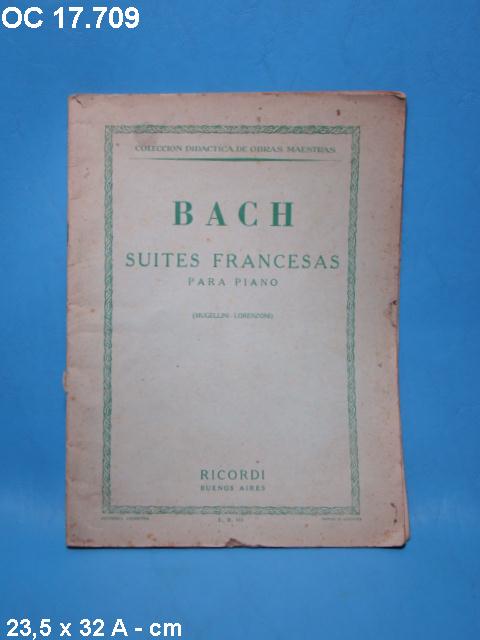 OC 17.709
COLECCION DIDACTICA DE OBRAS MAESTRAS
BACH
SUITES FRANCESAS
PARA PIANO
(MUGELLINI - LORENZONI)
RICORDI
BUENOS AIRES
23,5 x 32 A - cm